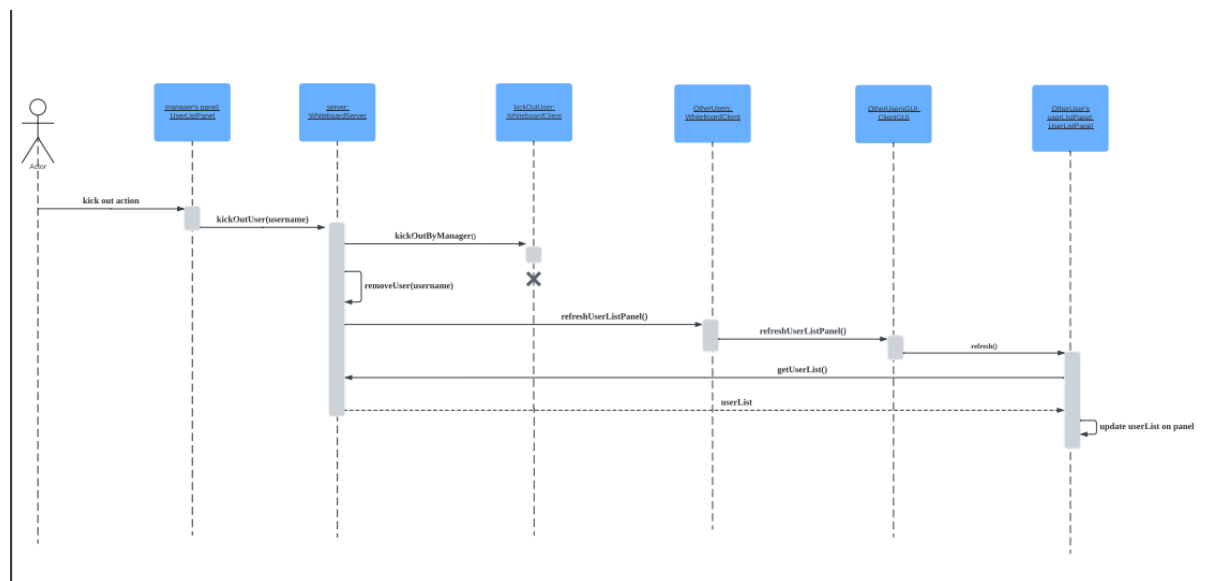 manager's panel:
UserListPanel
server:
WhiteboardServer
kickOutUser:
WhiteboardClient
OtherUsers:
WhiteboardClient
OtherUsersGUI:
ClientGUI
OtherUser's
userListPanel:
UserListPanel
Actor
kick out action
kickOutUser(username)
kickOutByManager()
removeUser(username)
refreshUserListPanel()
refreshUserListPanel()
refresh()
getUserList()
userList
update userList on panel